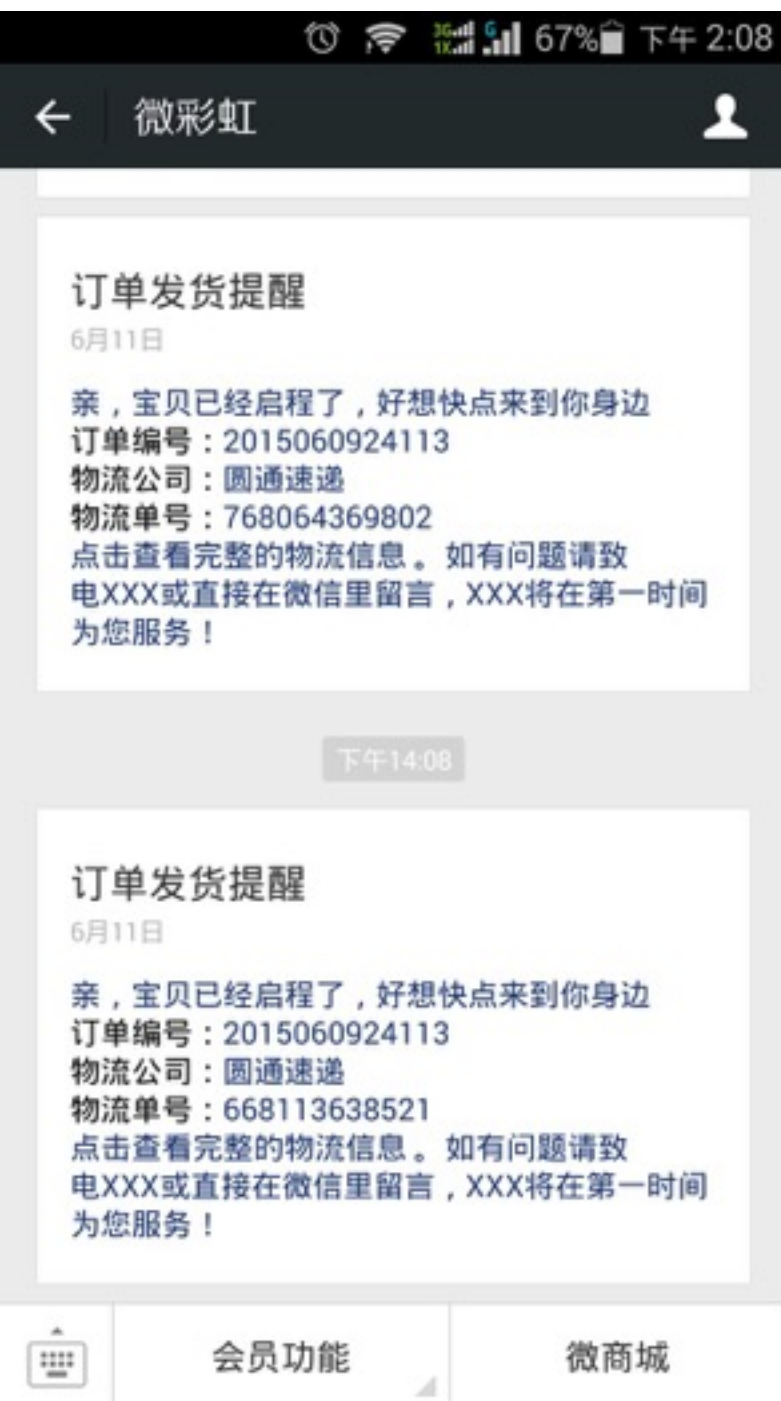 3G
1X
G
67%
下午 2:08
微彩虹
订单发货提醒
6月11日
亲，宝贝已经启程了，好想快点来到你身边
订单编号：2015060924113
物流公司：圆通速递
物流单号：768064369802
点击查看完整的物流信息。如有问题请致
电XXX或直接在微信里留言，XXX将在第一时间
为您服务！
下午14:08
订单发货提醒
6月11日
亲，宝贝已经启程了，好想快点来到你身边
订单编号：2015060924113
物流公司：圆通速递
物流单号：668113638521
点击查看完整的物流信息。如有问题请致
电XXX或直接在微信里留言，XXX将在第一时间
为您服务！
会员功能
微商城